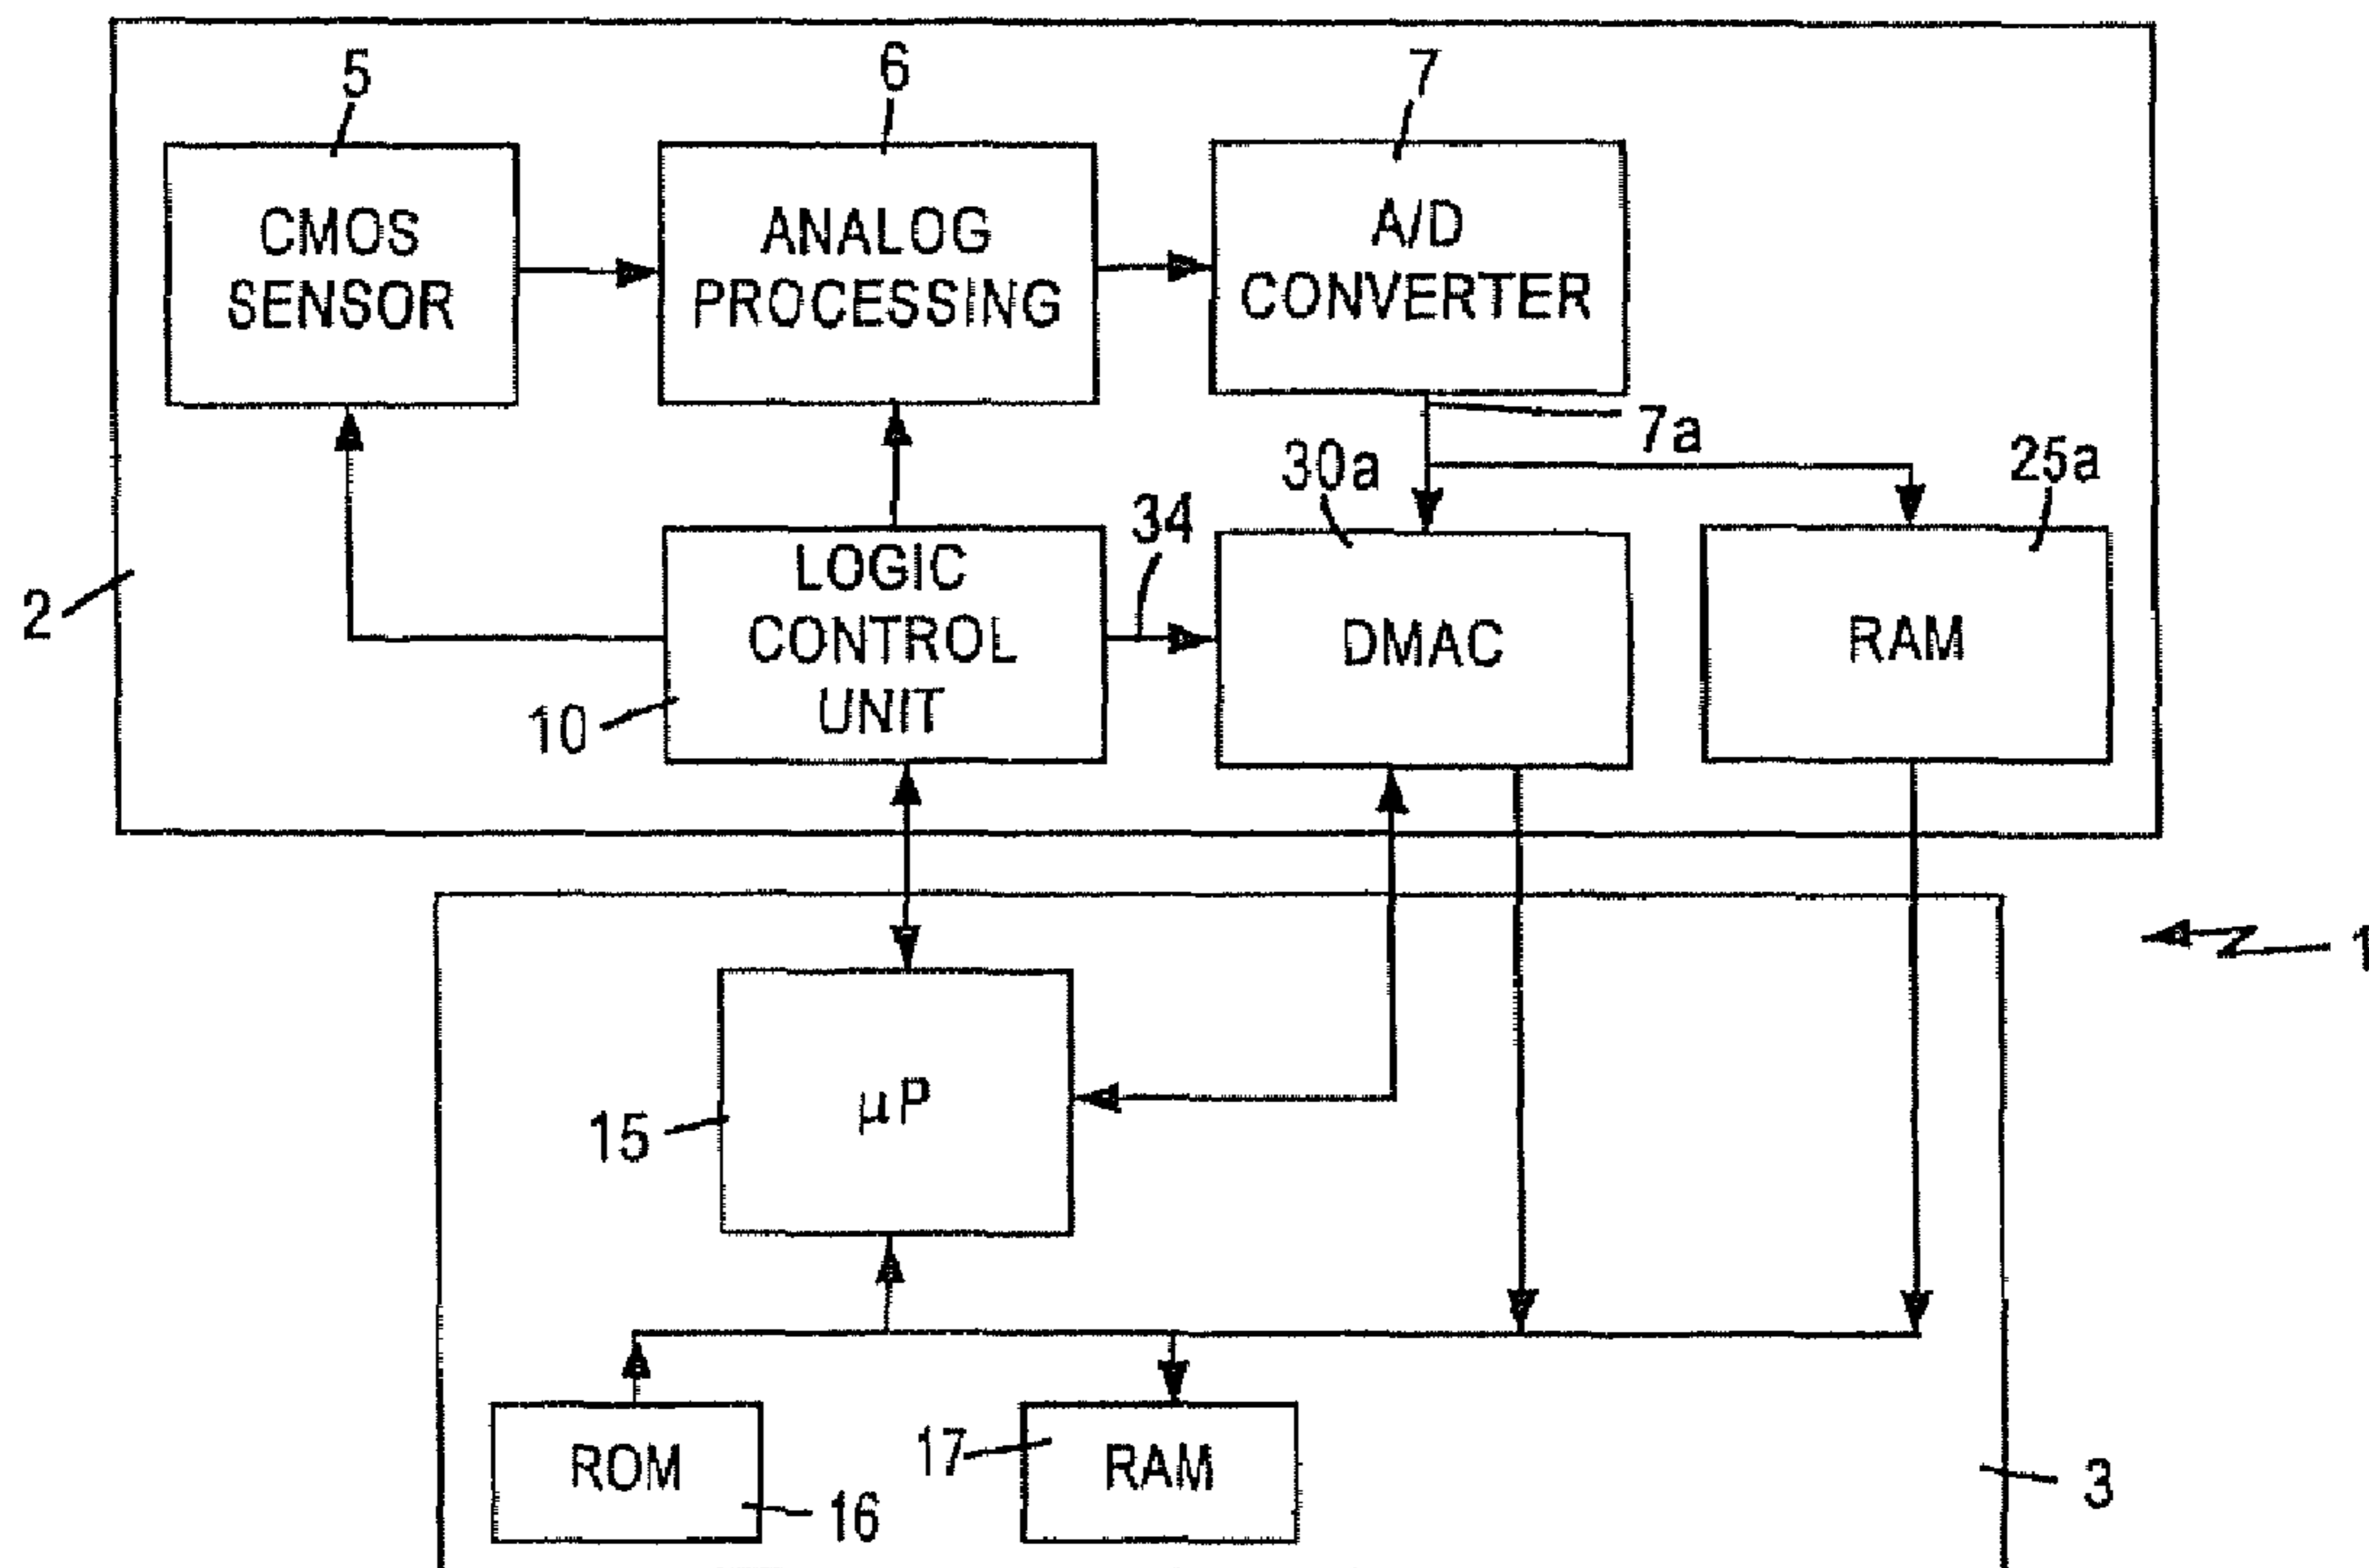 5
6
7
CMOS
SENSOR
ANALOG
PROCESSING
A/D
CONVERTER
7a
30a
25a
34
2
LOGIC
CONTROL
UNIT
DMAC
RAM
10
1
μP
15
ROM
16
17
RAM
3